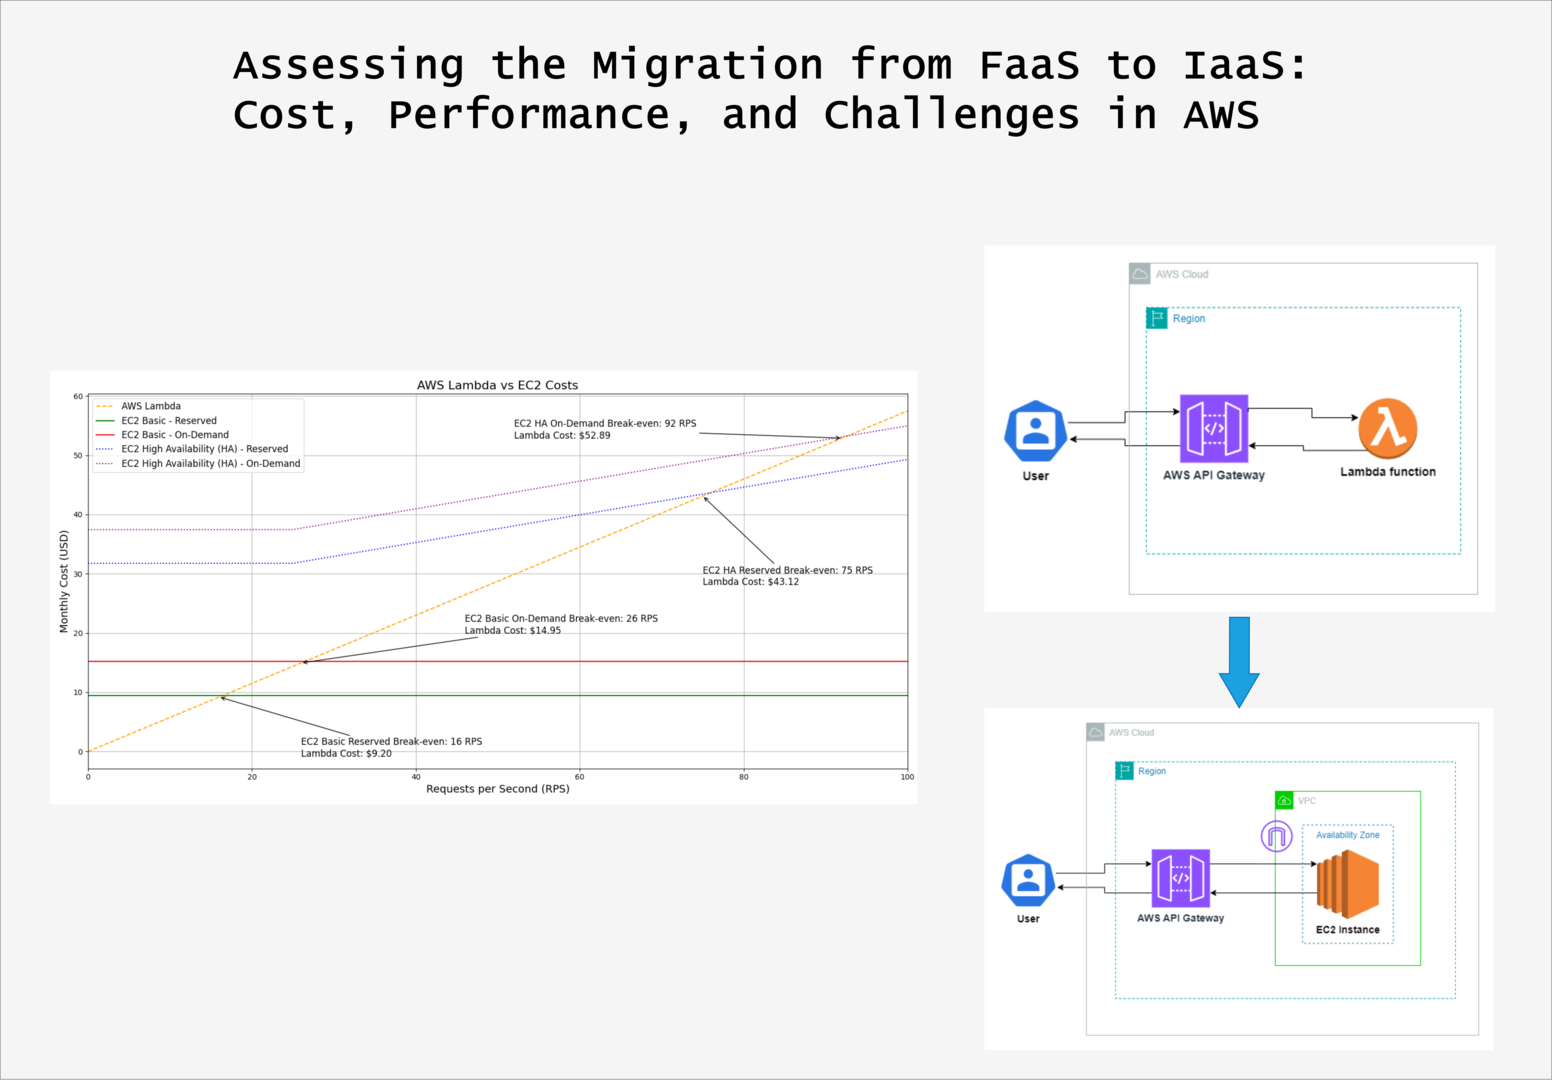 Assessing the Migration from FaaS to IaaS:
Cost, Performance, and Challenges in AWS
AWS Lambda vs EC2 Costs
AWS Lambda
EC2 Basic - Reserved
EC2 Basic - On-Demand
EC2 High Availability (HA) - Reserved
EC2 High Availability (HA) - On-Demand
EC2 HA On-Demand Break-even: 92 RPS
Lambda Cost: $52.89
EC2 HA Reserved Break-even: 75 RPS
Lambda Cost: $43.12
EC2 Basic On-Demand Break-even: 26 RPS
Lambda Cost: $14.95
EC2 Basic Reserved Break-even: 16 RPS
Lambda Cost: $9.20
Monthly Cost (USD)
60
50
40
30
20
10
0
0 20 40 60 80 100
Requests per Second (RPS)
AWS Cloud
Region
User
AWS API Gateway
Lambda function
AWS Cloud
Region
VPC
Availability Zone
User
AWS API Gateway
EC2 Instance